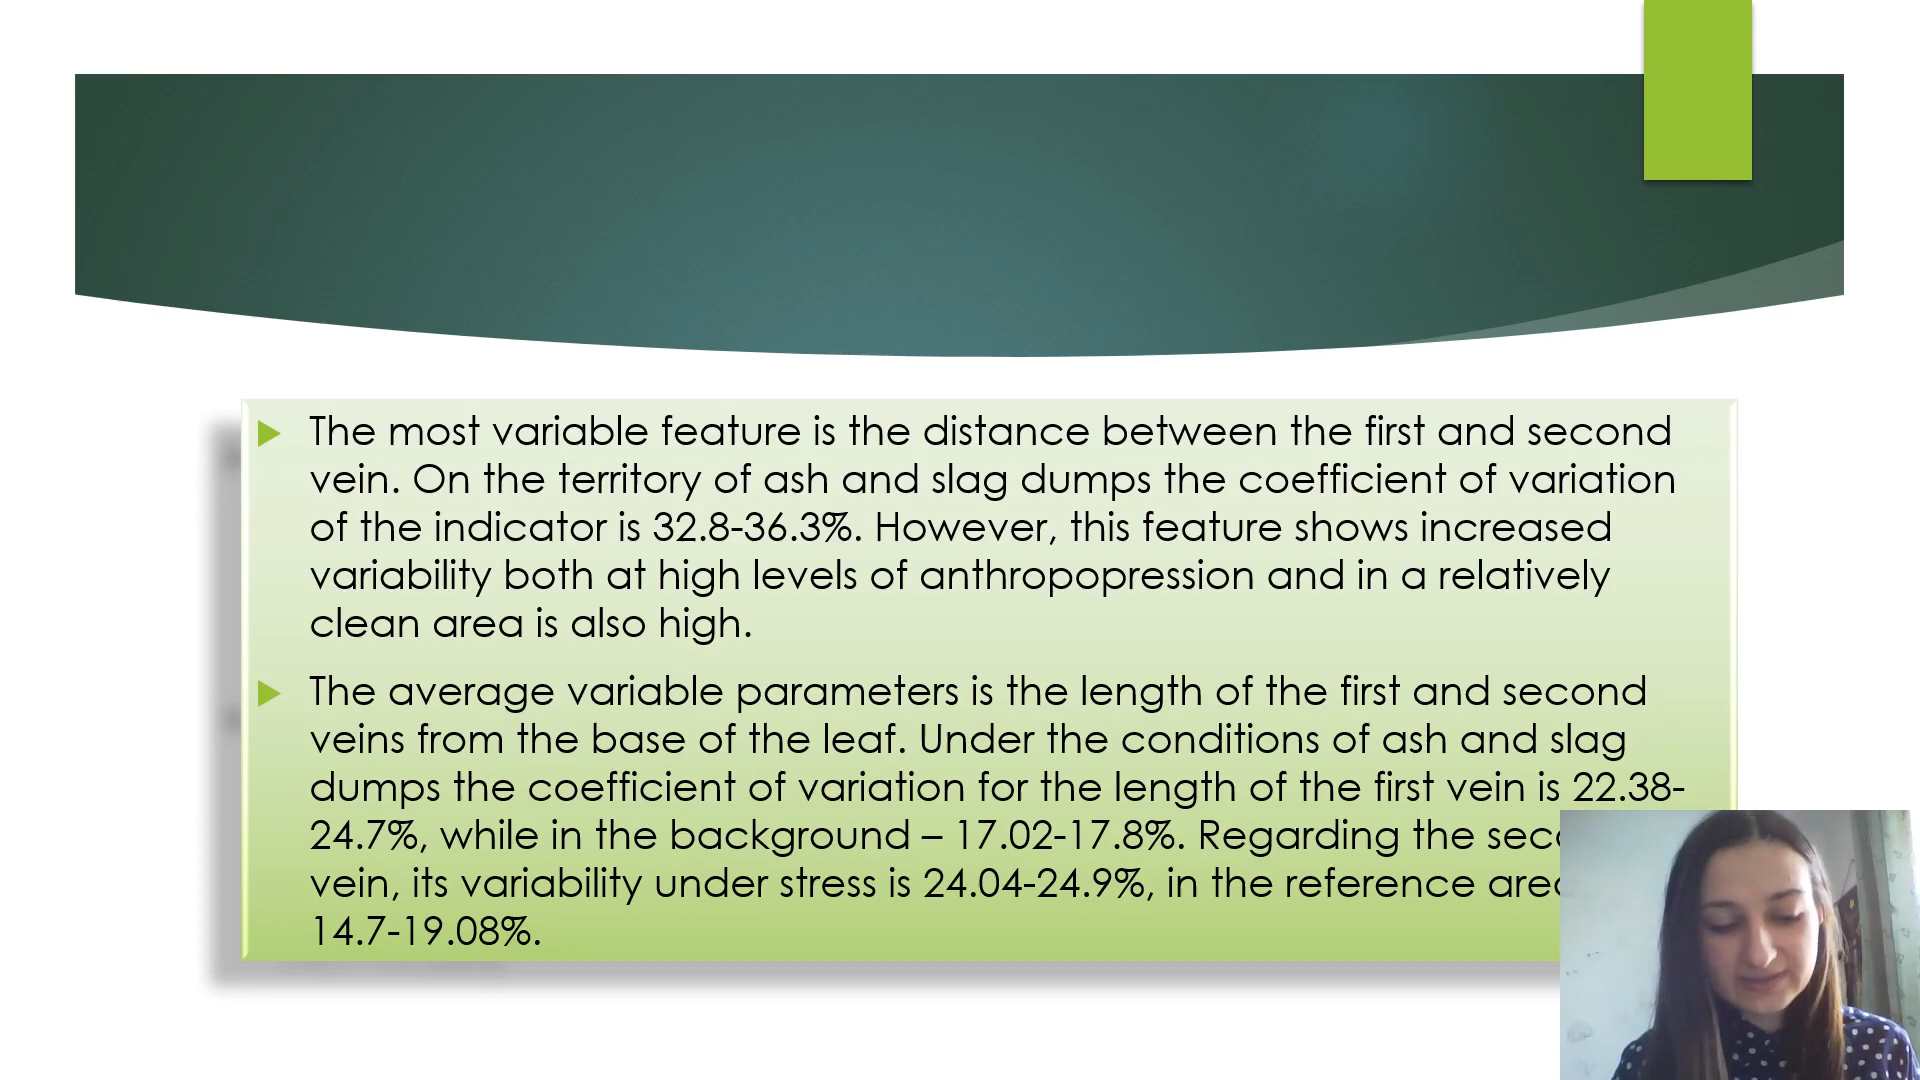 The most variable feature is the distance between the first and second
vein. On the territory of ash and slag dumps the coefficient of variation
of the indicator is 32.8-36.3%. However, this feature shows increased
variability both at high levels of anthropopression and in a relatively
clean area is also high.
The average variable parameters is the length of the first and second
veins from the base of the leaf. Under the conditions of ash and slag
dumps the coefficient of variation for the length of the first vein is 22.38-
24.7%, while in the background – 17.02-17.8%. Regarding the
vein, its variability under stress is 24.04-24.9%, in the reference
14.7-19.08%.